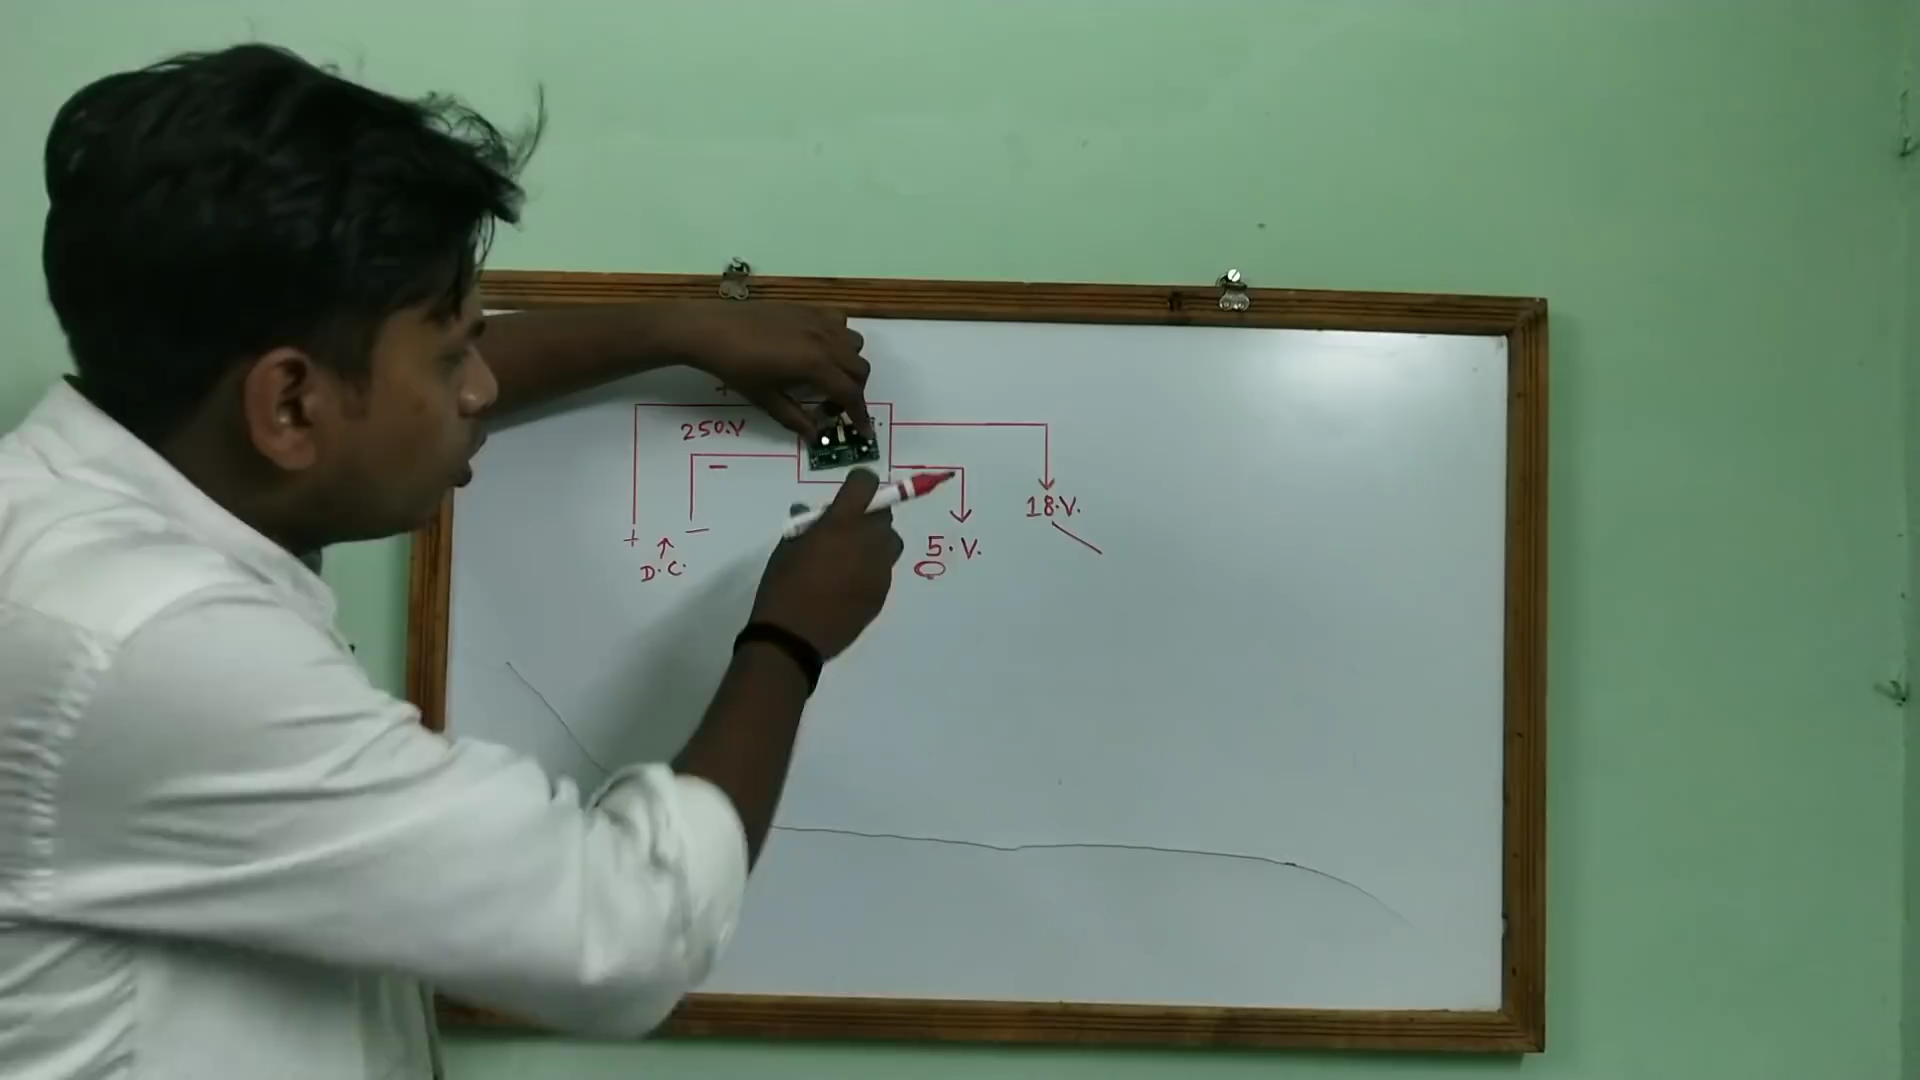 +
250.V
-
+ -
D.C.
18.V.
5.V.